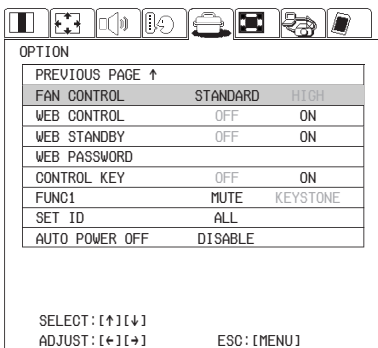 OPTION
PREVIOUS PAGE ↑
FAN CONTROL STANDARD HIGH
WEB CONTROL OFF ON
WEB STANDBY OFF ON
WEB PASSWORD
CONTROL KEY OFF ON
FUNC1 MUTE KEYSTONE
SET ID ALL
AUTO POWER OFF DISABLE
SELECT:[↑][↓]
ADJUST:[←][→] ESC:[MENU]